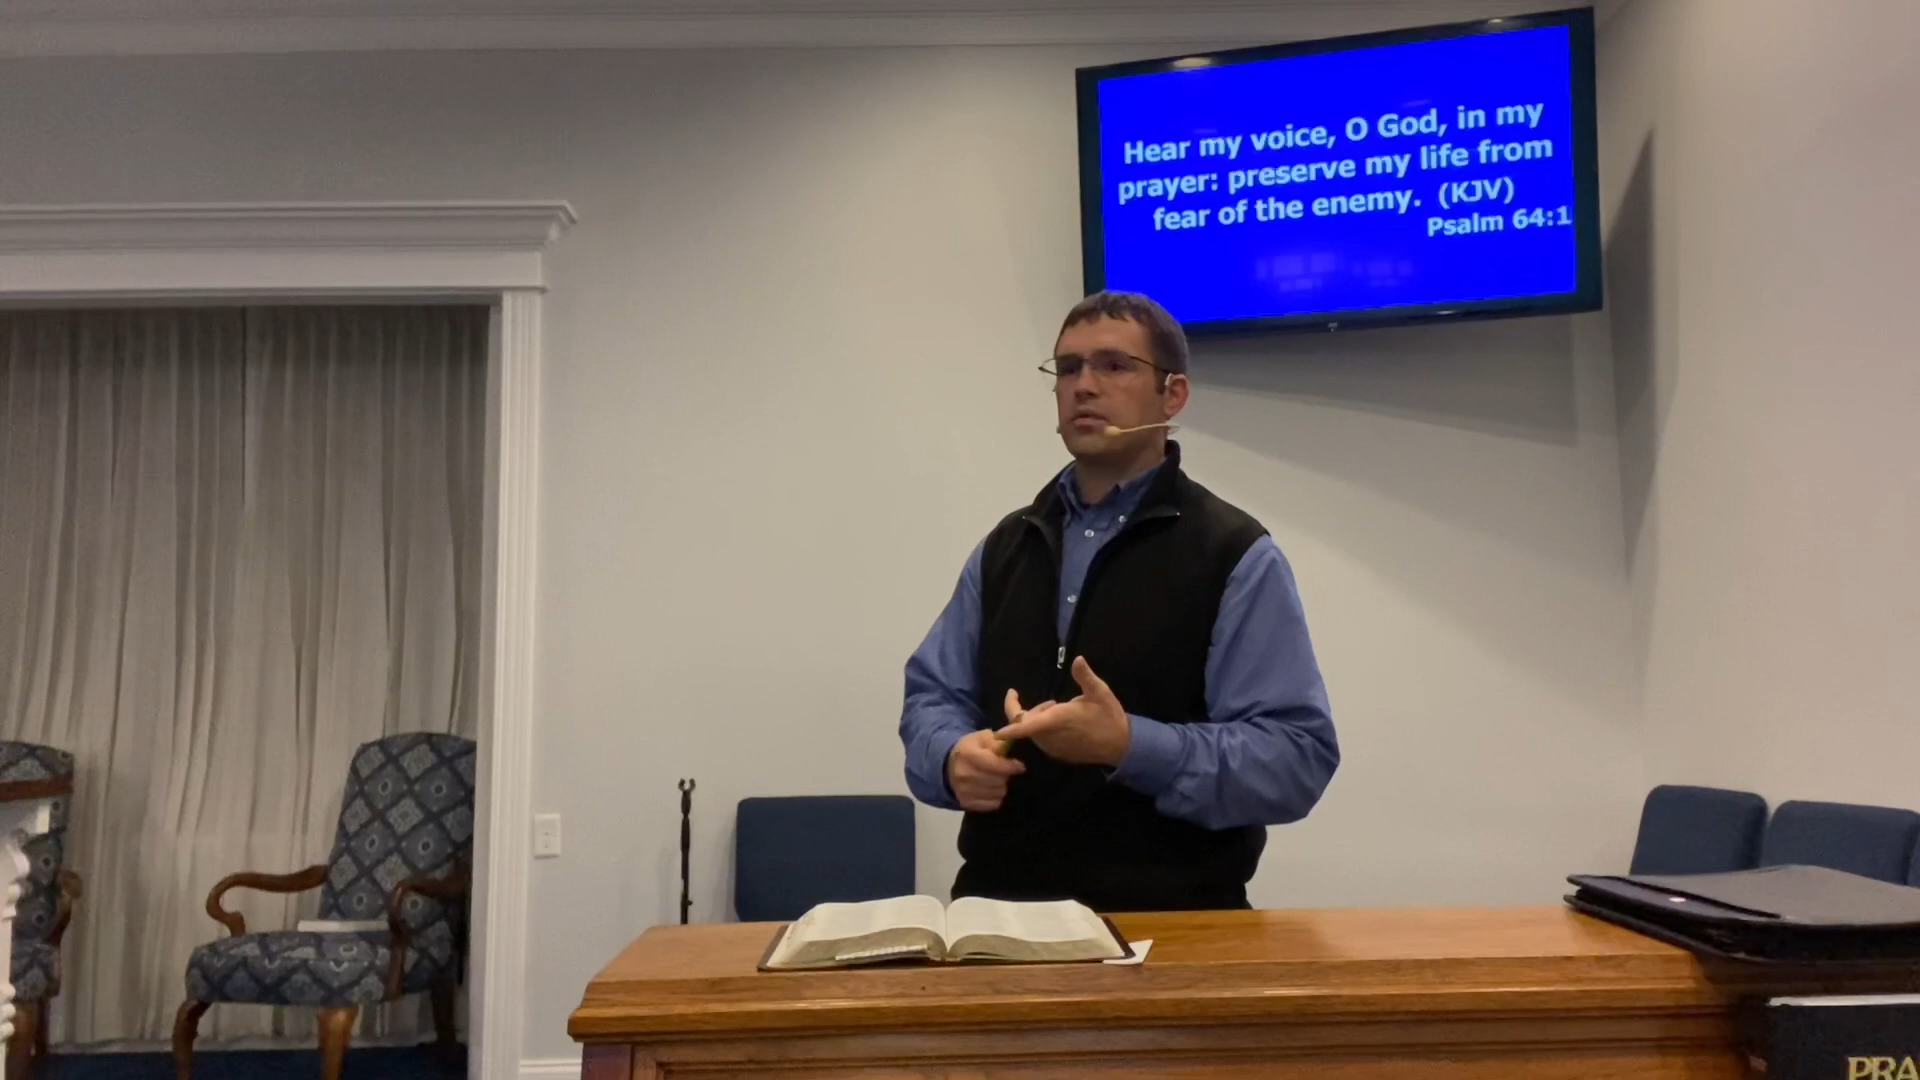 Hear my voice, O God, in my
prayer: preserve my life from
fear of the enemy. (KJV)
Psalm 64:1
PRA